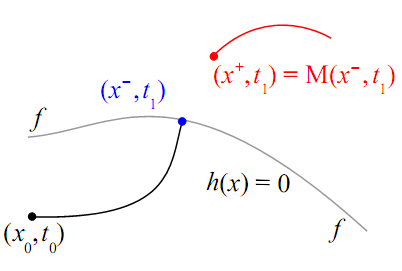 (x⁺,t₁) = M(x⁻,t₁)
(x⁻,t₁)
f
h(x) = 0
(x₀,t₀)
f